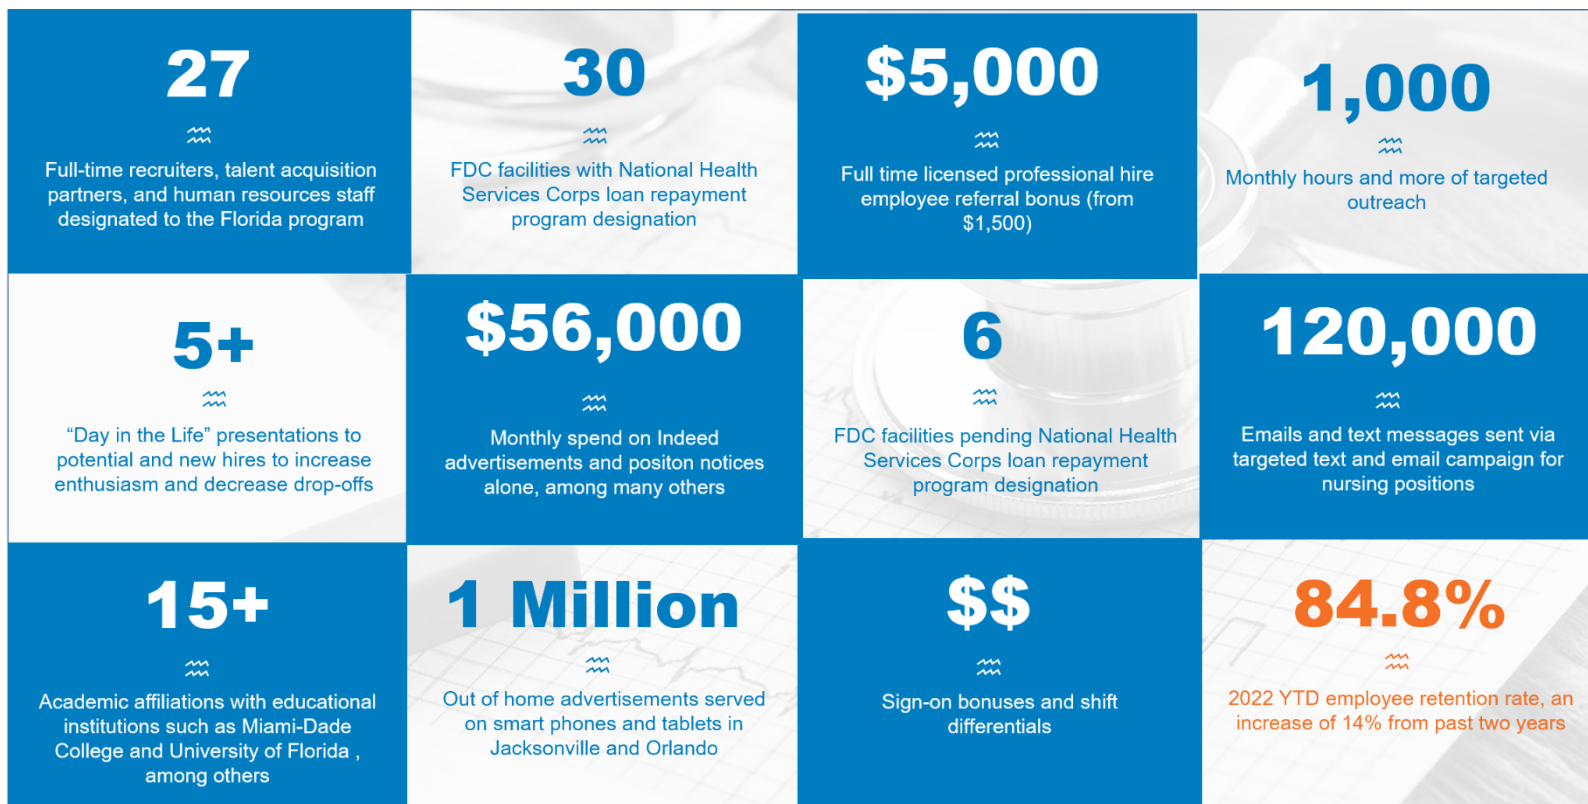 27
Full-time recruiters, talent acquisition
partners, and human resources staff
designated to the Florida program
30
FDC facilities with National Health
Services Corps loan repayment
program designation
$5,000
Full time licensed professional hire
employee referral bonus (from
$1,500)
1,000
Monthly hours and more of targeted
outreach
5+
“Day in the Life” presentations to
potential and new hires to increase
enthusiasm and decrease drop-offs
$56,000
Monthly spend on Indeed
advertisements and positon notices
alone, among many others
6
FDC facilities pending National Health
Services Corps loan repayment
program designation
120,000
Emails and text messages sent via
targeted text and email campaign for
nursing positions
15+
Academic affiliations with educational
institutions such as Miami-Dade
College and University of Florida ,
among others
1 Million
Out of home advertisements served
on smart phones and tablets in
Jacksonville and Orlando
$$
Sign-on bonuses and shift
differentials
84.8%
2022 YTD employee retention rate, an
increase of 14% from past two years